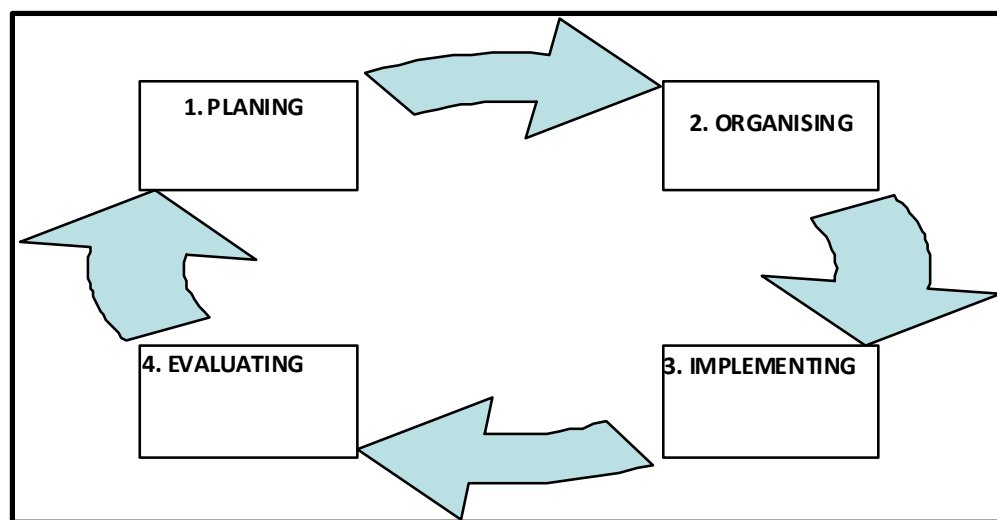 1. PLANING
2. ORGANISING
4. EVALUATING
3. IMPLEMENTING